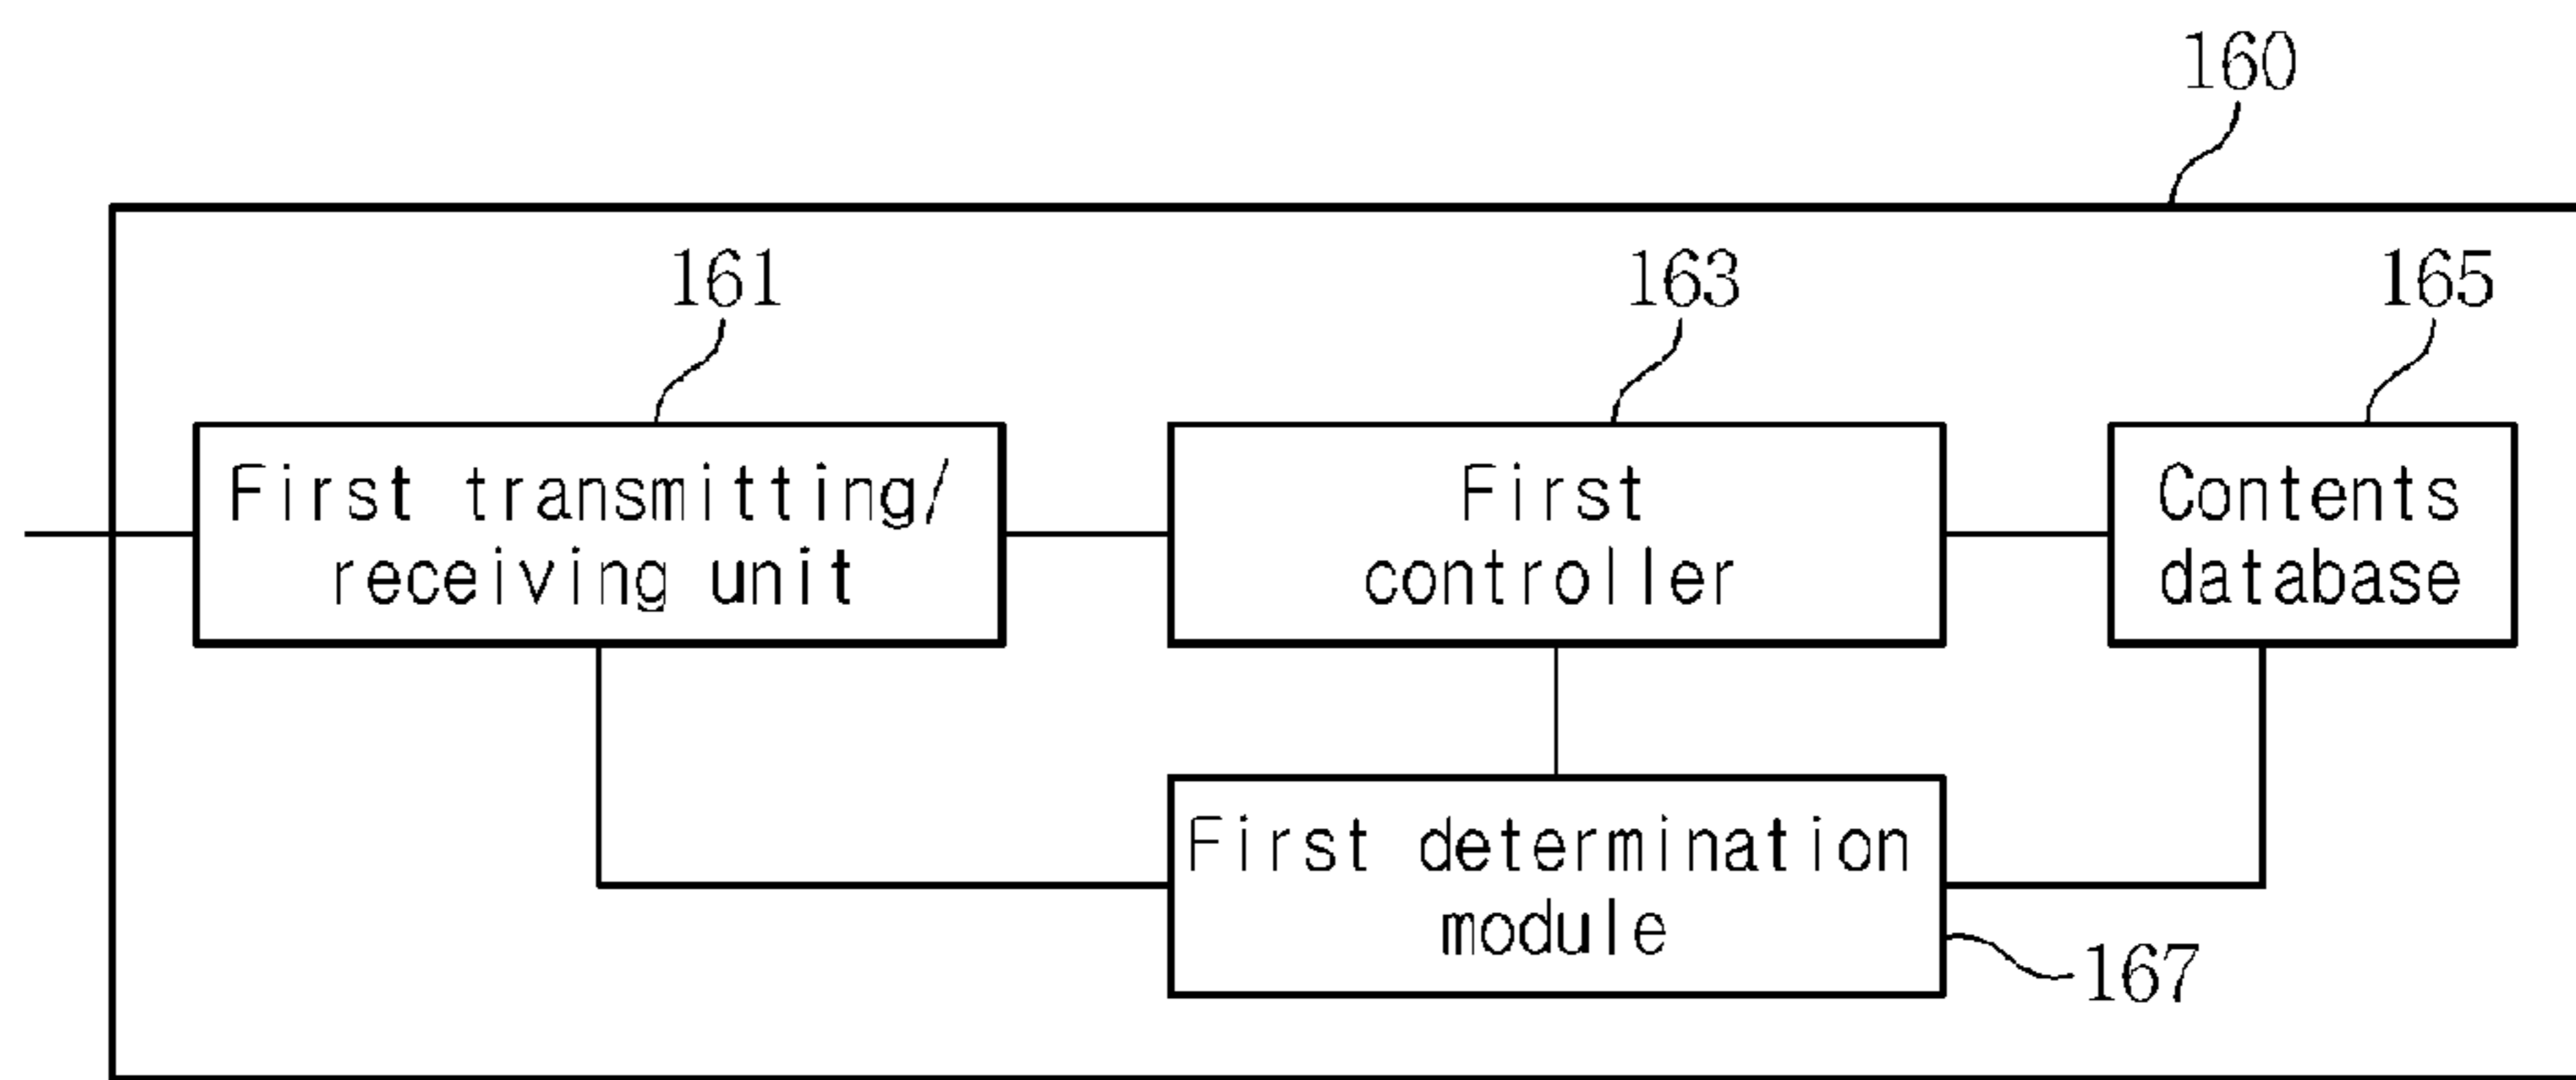 160
161
163
165
First transmitting/
receiving unit
First
controller
Contents
database
First determination
module
167